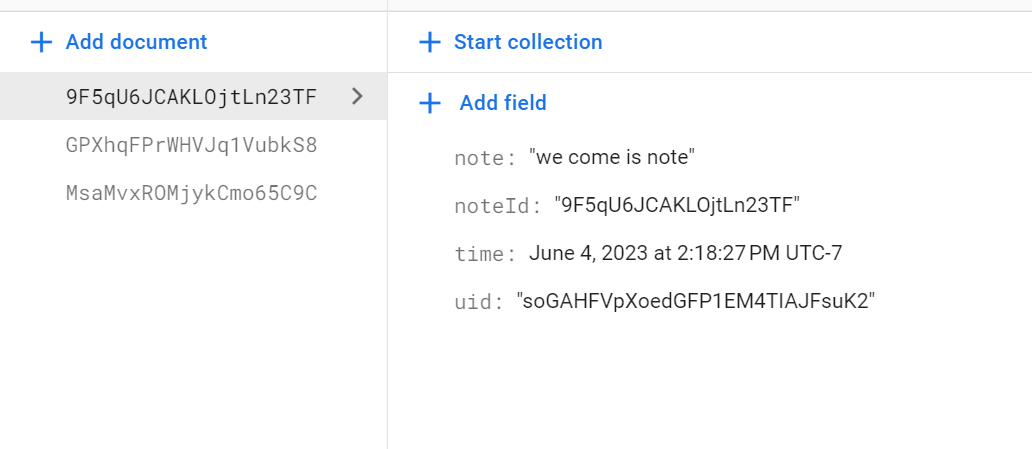 Add document
9F5qU6JCAKLOjtLn23TF
GPXhqFPrWHVJq1VubkS8
MsaMvxROMjykCmo65C9C
Start collection
Add field
note: "we come is note"
noteId: "9F5qU6JCAKLOjtLn23TF"
time: June 4, 2023 at 2:18:27 PM UTC-7
uid: "soGAHFVpXoedGFP1EM4TIAJFsuK2"